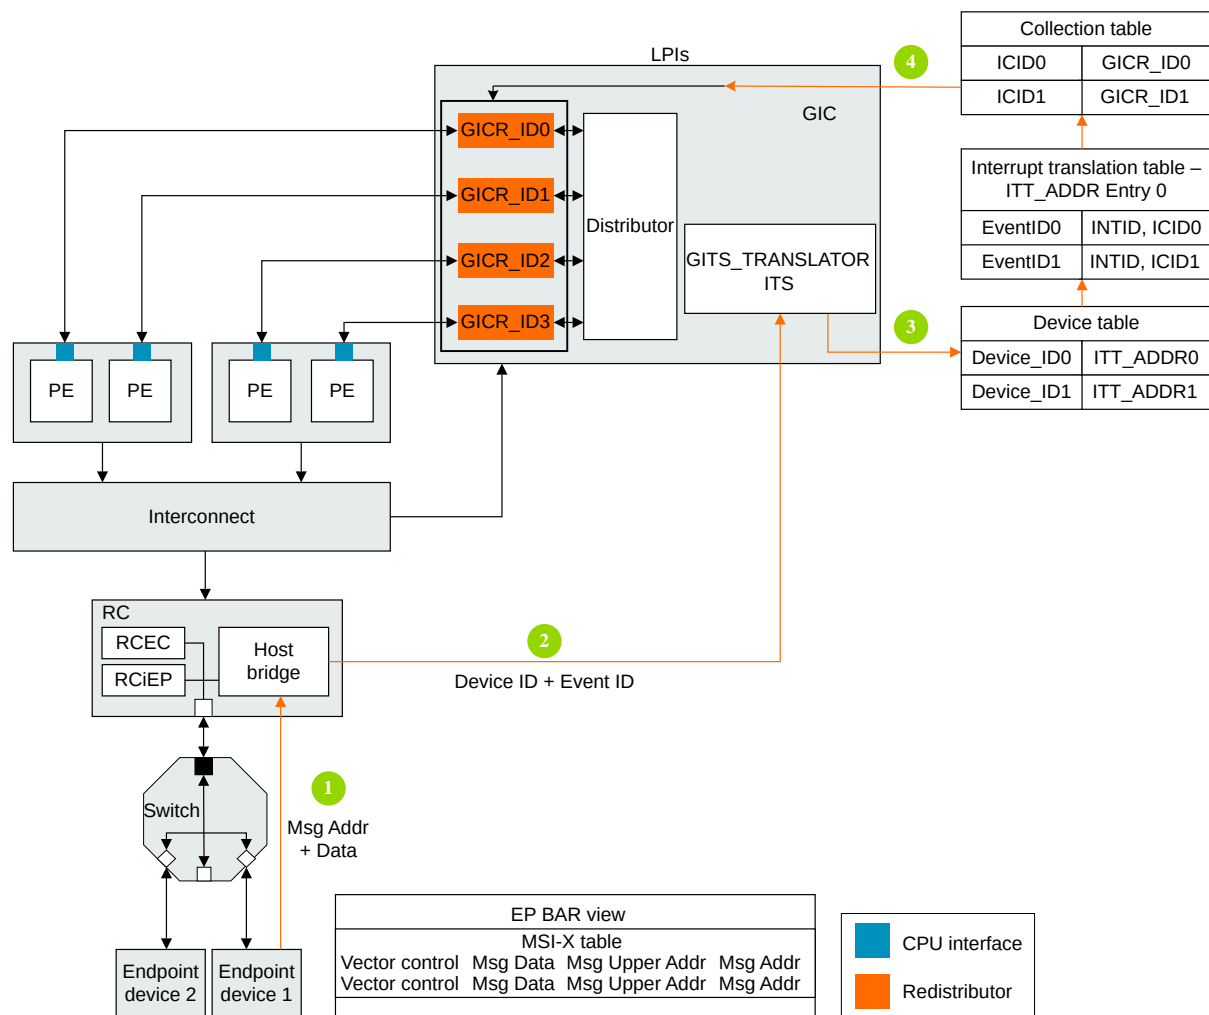 LPIs
4
Collection table
ICID0 GICR_ID0
ICID1 GICR_ID1
GIC
GICR_ID0
GICR_ID1
GICR_ID2
GICR_ID3
Distributor
GITS_TRANSLATOR
ITS
Interrupt translation table –
ITT_ADDR Entry 0
EventID0 INTID, ICID0
EventID1 INTID, ICID1
3
Device table
Device_ID0 ITT_ADDR0
Device_ID1 ITT_ADDR1
PE PE PE PE
Interconnect
RC
RCEC
RCiEP
Host
bridge
2
Device ID + Event ID
1
Msg Addr
+ Data
Switch
Endpoint
device 2
Endpoint
device 1
EP BAR view
MSI-X table
Vector control Msg Data Msg Upper Addr Msg Addr
Vector control Msg Data Msg Upper Addr Msg Addr
CPU interface
Redistributor